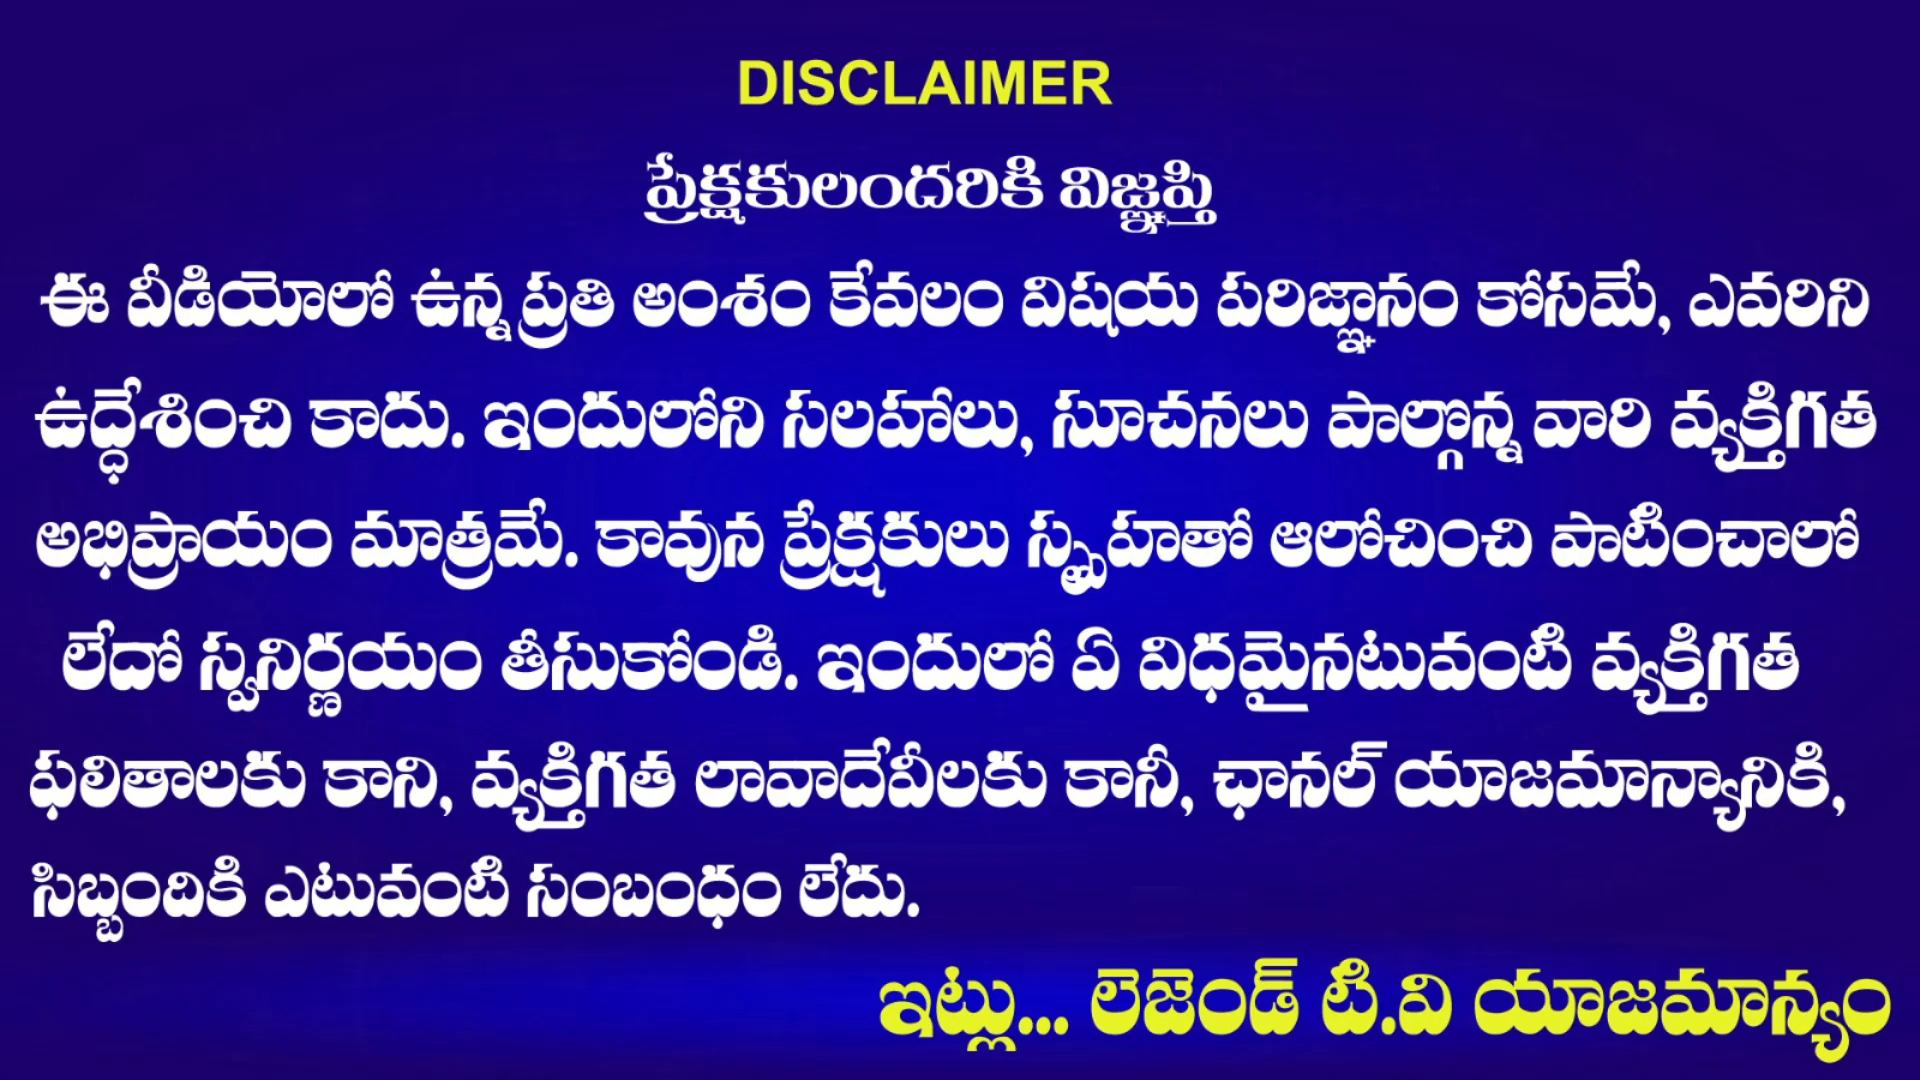 DISCLAIMER
ప్రేక్షకులందరికి విజ్ఞప్తి
ఈ వీడియోలో ఉన్న ప్రతి అంశం కేవలం విషయ పరిజ్ఞానం కోసమే, ఎవరిని
ఉద్ధేశించి కాదు. ఇందులోని సలహాలు, సూచనలు పాల్గొన్న వారి వ్యక్తిగత
అభిప్రాయం మాత్రమే. కావున ప్రేక్షకులు స్పృహతో ఆలోచించి పాటించాలో
లేదో స్వనిర్ణయం తీసుకోండి. ఇందులో ఏ విధమైనటువంటి వ్యక్తిగత
ఫలితాలకు కాని, వ్యక్తిగత లావాదేవీలకు కానీ, ఛానల్ యాజమాన్యానికి,
సిబ్బందికి ఎటువంటి సంబంధం లేదు.
ఇట్లు... లెజెండ్ టి.వి యాజమాన్యం